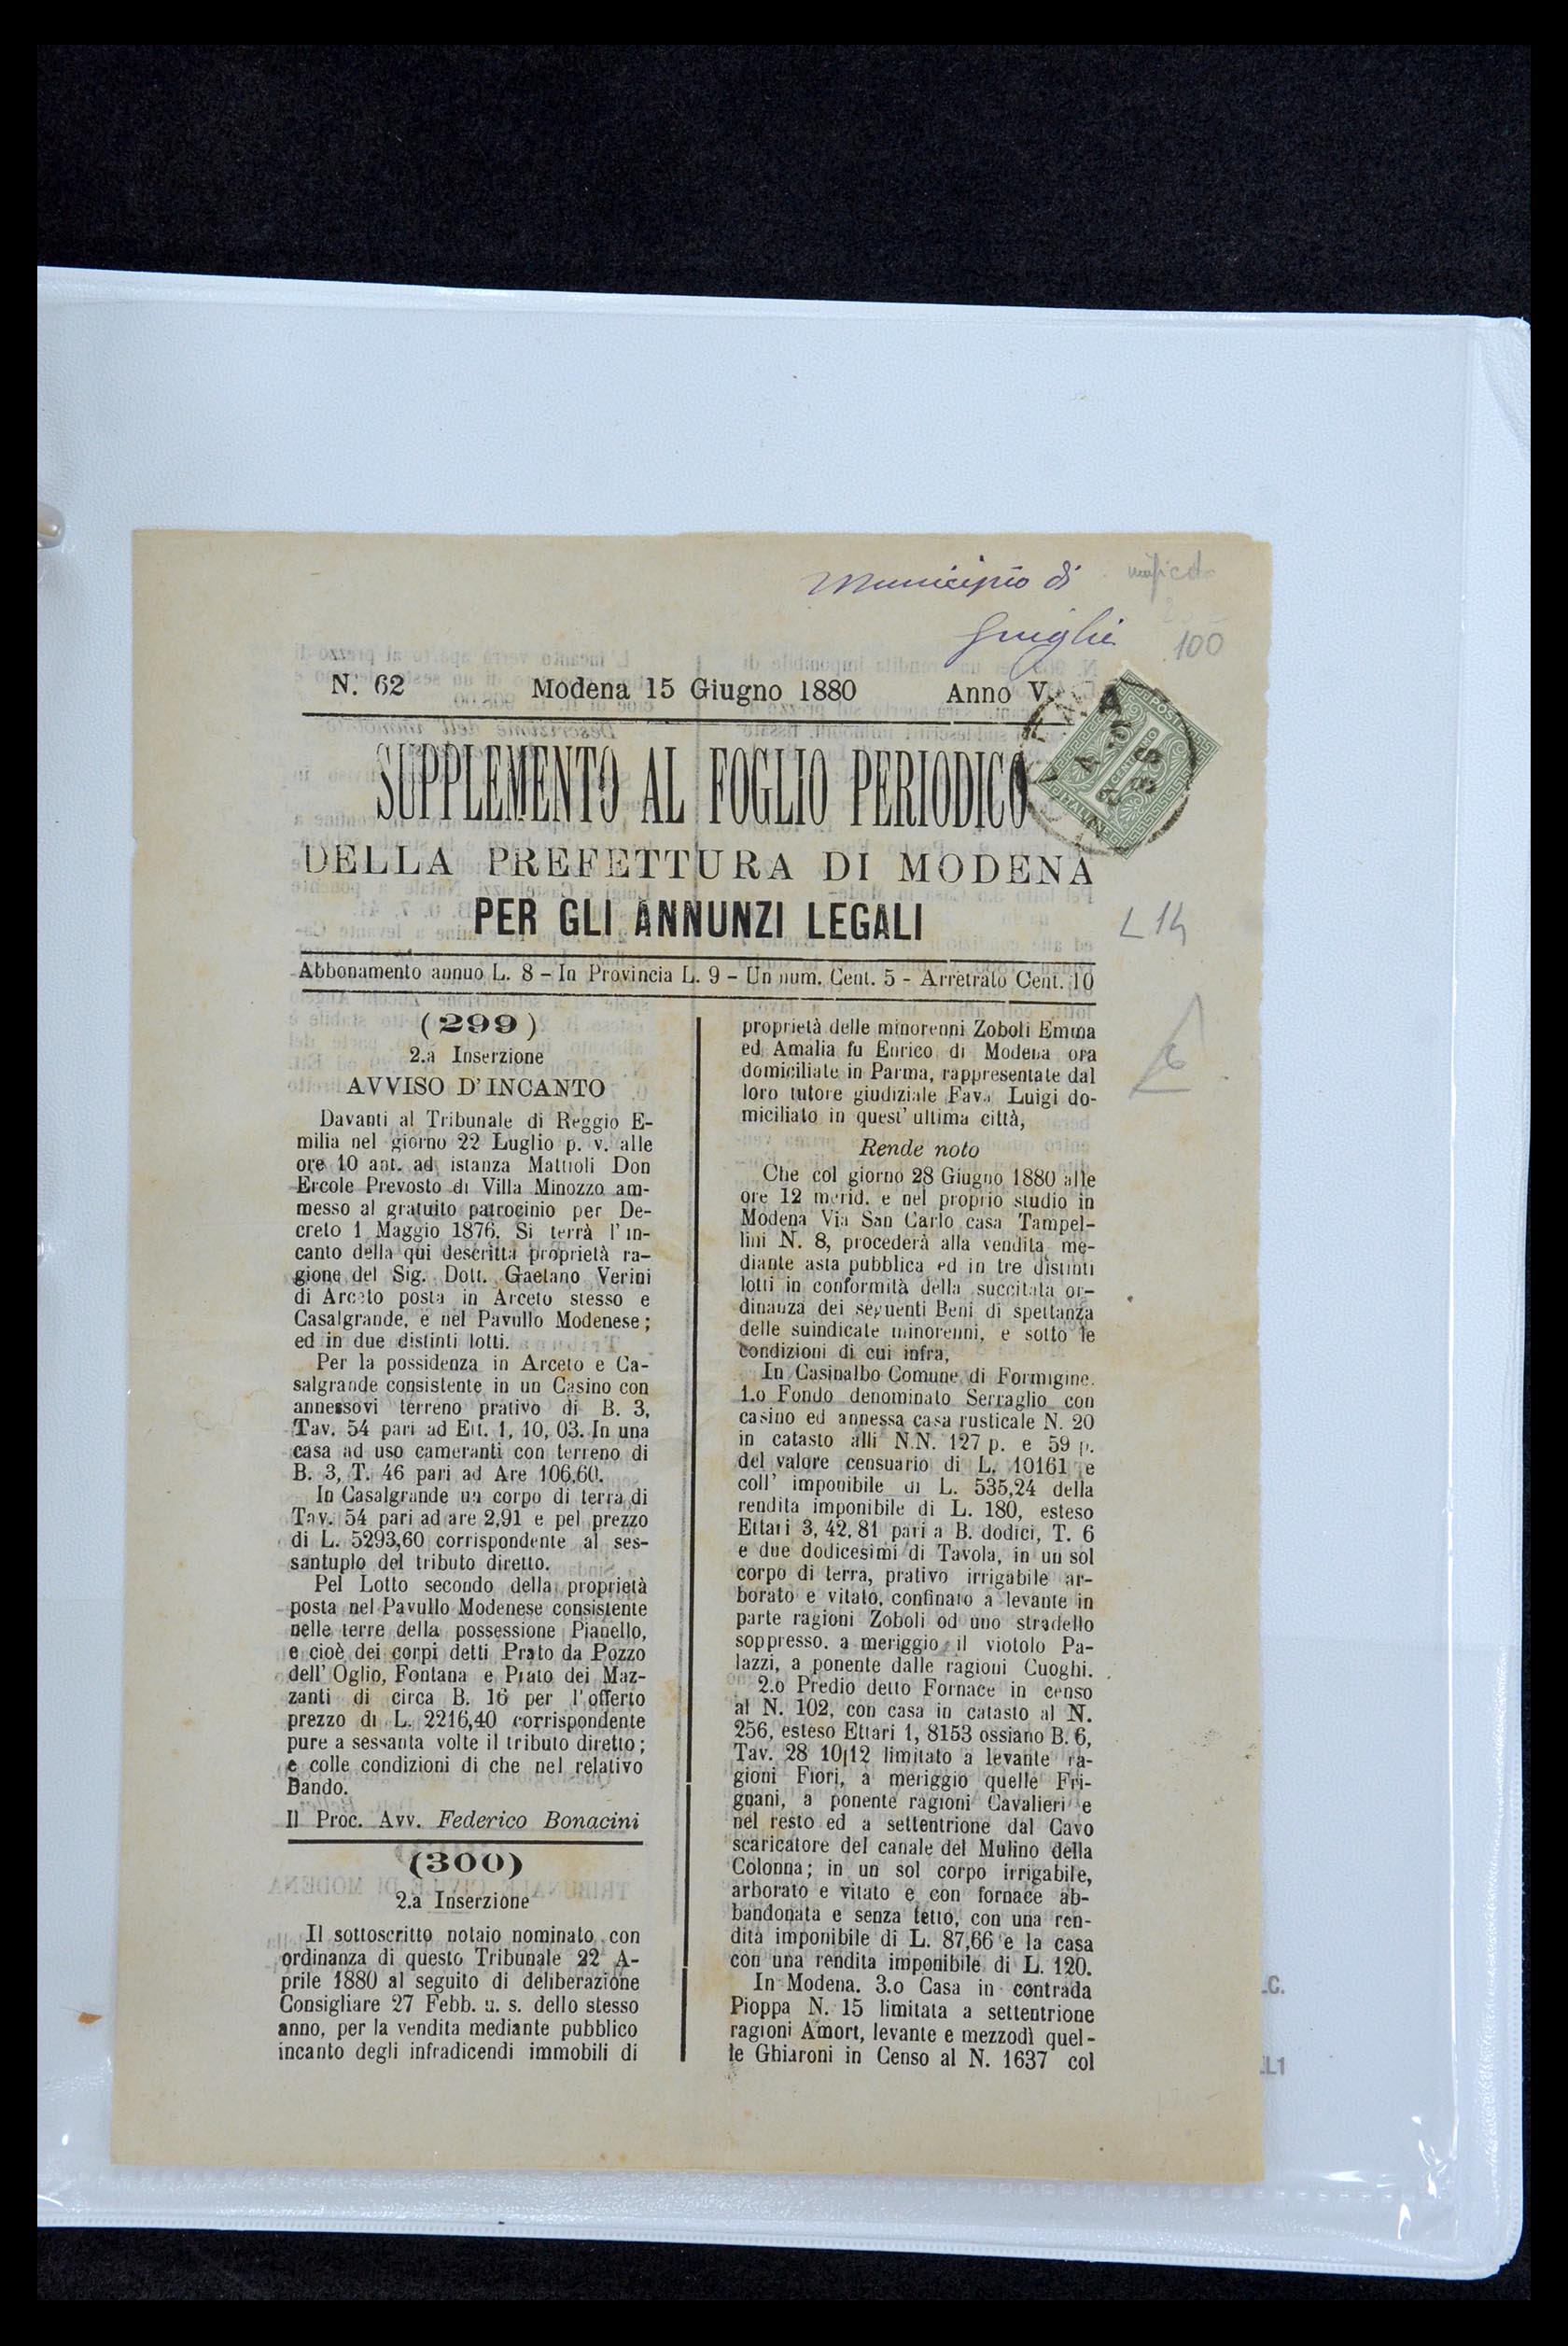 Municipio di
Guiglia
100
N. 62 Modena 15 Giugno 1880 Anno V.
SUPPLEMENTO AL FOGLIO PERIODICO
DELLA PREFETTURA DI MODENA
PER GLI ANNUNZI LEGALI
L 14
Abbonamento annuo L. 8 – In Provincia L. 9 – Un num. Cent. 5 – Arretrato Cent. 10
(299)
2.a Inserzione
AVVISO D' INCANTO
Davanti al Tribunale di Reggio E-
milia nel giorno 22 Luglio p. v. alle
ore 10 ant. ad istanza Mattioli Don
Ercole Prevosto di Villa Minozzo am-
messo al gratuito patrocinio per De-
creto 1 Maggio 1876. Si terrà l' in-
canto della qui descritta proprietà ra-
gione del Sig. Dott. Gaetano Verini
di Arceto posta in Arceto stesso e
Casalgrande, e nel Pavullo Modenese;
ed in due distinti lotti.
Per la possidenza in Arceto e Ca-
salgrande consistente in un Casino con
annessovi terreno prativo di B. 3,
Tav. 54 pari ad Ett. 1, 10, 03. In una
casa ad uso cameranti con terreno di
B. 3, T. 46 pari ad Are 106,60.
In Casalgrande un corpo di terra di
Tav. 54 pari ad are 2,91 e pel prezzo
di L. 5293,60 corrispondente al ses-
santuplo del tributo diretto.
Pel Lotto secondo della proprietà
posta nel Pavullo Modenese consistente
nelle terre della possessione Pianello,
e cioè dei corpi detti Prato da Pozzo
dell' Oglio, Fontana e Prato dei Maz-
zanti di circa B. 16 per l' offerto
prezzo di L. 2216,40 corrispondente
pure a sessanta volte il tributo diretto;
e colle condizioni di che nel relativo
Bando.
Il Proc. Avv. Federico Bonacini
(300)
2.a Inserzione
Il sottoscritto notaio nominato con
ordinanza di questo Tribunale 22 A-
prile 1880 al seguito di deliberazione
Consigliare 27 Febb. u. s. dello stesso
anno, per la vendita mediante pubblico
incanto degli infradicendi immobili di
proprietà delle minorenni Zoboli Emma
ed Amalia fu Enrico di Modena ora
domiciliate in Parma, rappresentate dal
loro tutore giudiziale Fava Luigi do-
miciliato in quest' ultima città,
Rende noto
Che col giorno 28 Giugno 1880 alle
ore 12 merid. e nel proprio studio in
Modena Via San Carlo casa Tampel-
lini N. 8, procederà alla vendita me-
diante asta pubblica ed in tre distinti
lotti in conformità della succitata or-
dinanza dei seguenti Beni di spettanza
delle suindicate minorenni, e sotto le
condizioni di cui infra,
In Casinalbo Comune di Formigine.
1.o Fondo denominato Serraglio con
casino ed annessa casa rusticale N. 20
in catasto alli N.N. 127 p. e 59 p.
del valore censuario di L. 10161 e
coll' imponibile di L. 535,24 della
rendita imponibile di L. 180, esteso
Ettari 3, 42, 81 pari a B. dodici, T. 6
e due dodicesimi di Tavola, in un sol
corpo di terra, prativo irrigabile ar-
borato e vitato, confinato a levante in
parte ragioni Zoboli od uno stradello
soppresso, a meriggio il viotolo Pa-
lazzi, a ponente dalle ragioni Cuoghi.
2.o Predio detto Fornace in censo
al N. 102, con casa in catasto al N.
256, esteso Ettari 1, 8153 ossiano B. 6,
Tav. 28 10|12 limitato a levante ra-
gioni Fiori, a meriggio quelle Fri-
gnani, a ponente ragioni Cavalieri e
nel resto ed a settentrione dal Cavo
scaricatore del canale del Mulino della
Colonna; in un sol corpo irrigabile,
arborato e vitato e con fornace ab-
bandonata e senza tetto, con una ren-
dita imponibile di L. 87,66 e la casa
con una rendita imponibile di L. 120.
In Modena. 3.o Casa in contrada
Pioppa N. 15 limitata a settentrione
ragioni Amort, levante e mezzodì quel-
le Ghiaroni in Censo al N. 1637 col